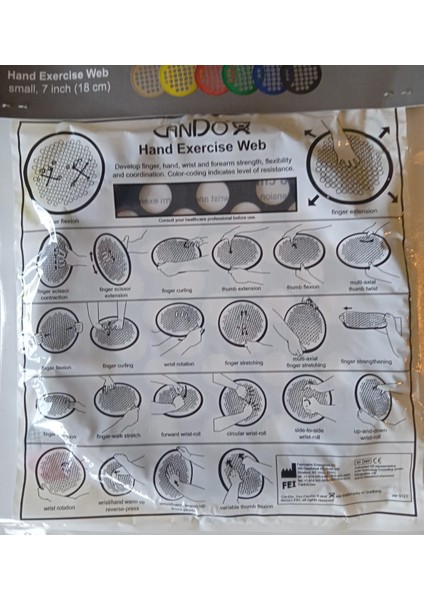 Hand Exercise Web
small, 7 inch (18 cm)
CANDO
Hand Exercise Web
Develop finger, hand, wrist and forearm strength, flexibility
and coordination. Color-coding indicates level of resistance.
Consult your healthcare professional before use.
flexion
finger extension
finger scissor
contraction
finger scissor
extension
finger curling
thumb extension
thumb flexion
multi-axial
thumb twist
finger flexion
finger curling
wrist rotation
finger stretching
multi-axial
finger stretching
finger strengthening
finger
finger-walk stretch
forward wrist-roll
circular wrist-roll
side-to-side
wrist-roll
up-and-down
wrist-roll
wrist rotation
wrist/hand warm up
reverse-press
variable thumb flexion
FEI